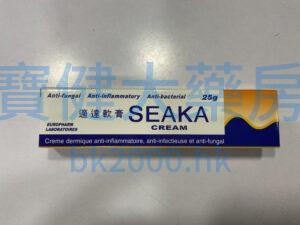 Anti-fungal Anti-inflammatory Anti-bacterial
25g
適達軟膏 SEAKA
CREAM
EUROPHARM
LABORATOIRES
Creme dermique anti-inflammatoire, anti-infectieuse et anti-fungal
寶健大藥房
bk2000.hk